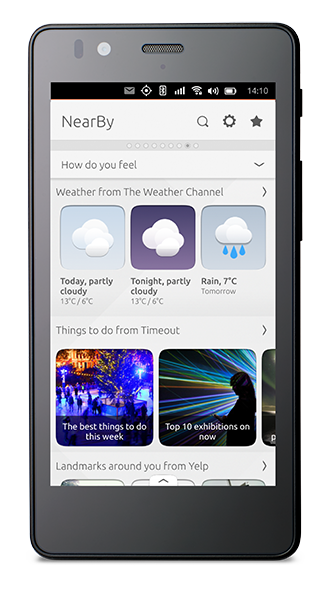 14:10
NearBy
How do you feel
Weather from The Weather Channel
Today, partly
cloudy
13°C / 6°C
Tonight, partly
cloudy
13°C / 6°C
Rain, 7°C
Tomorrow
Things to do from Timeout
The best things to do
this week
Top 10 exhibitions on
now
Landmarks around you from Yelp